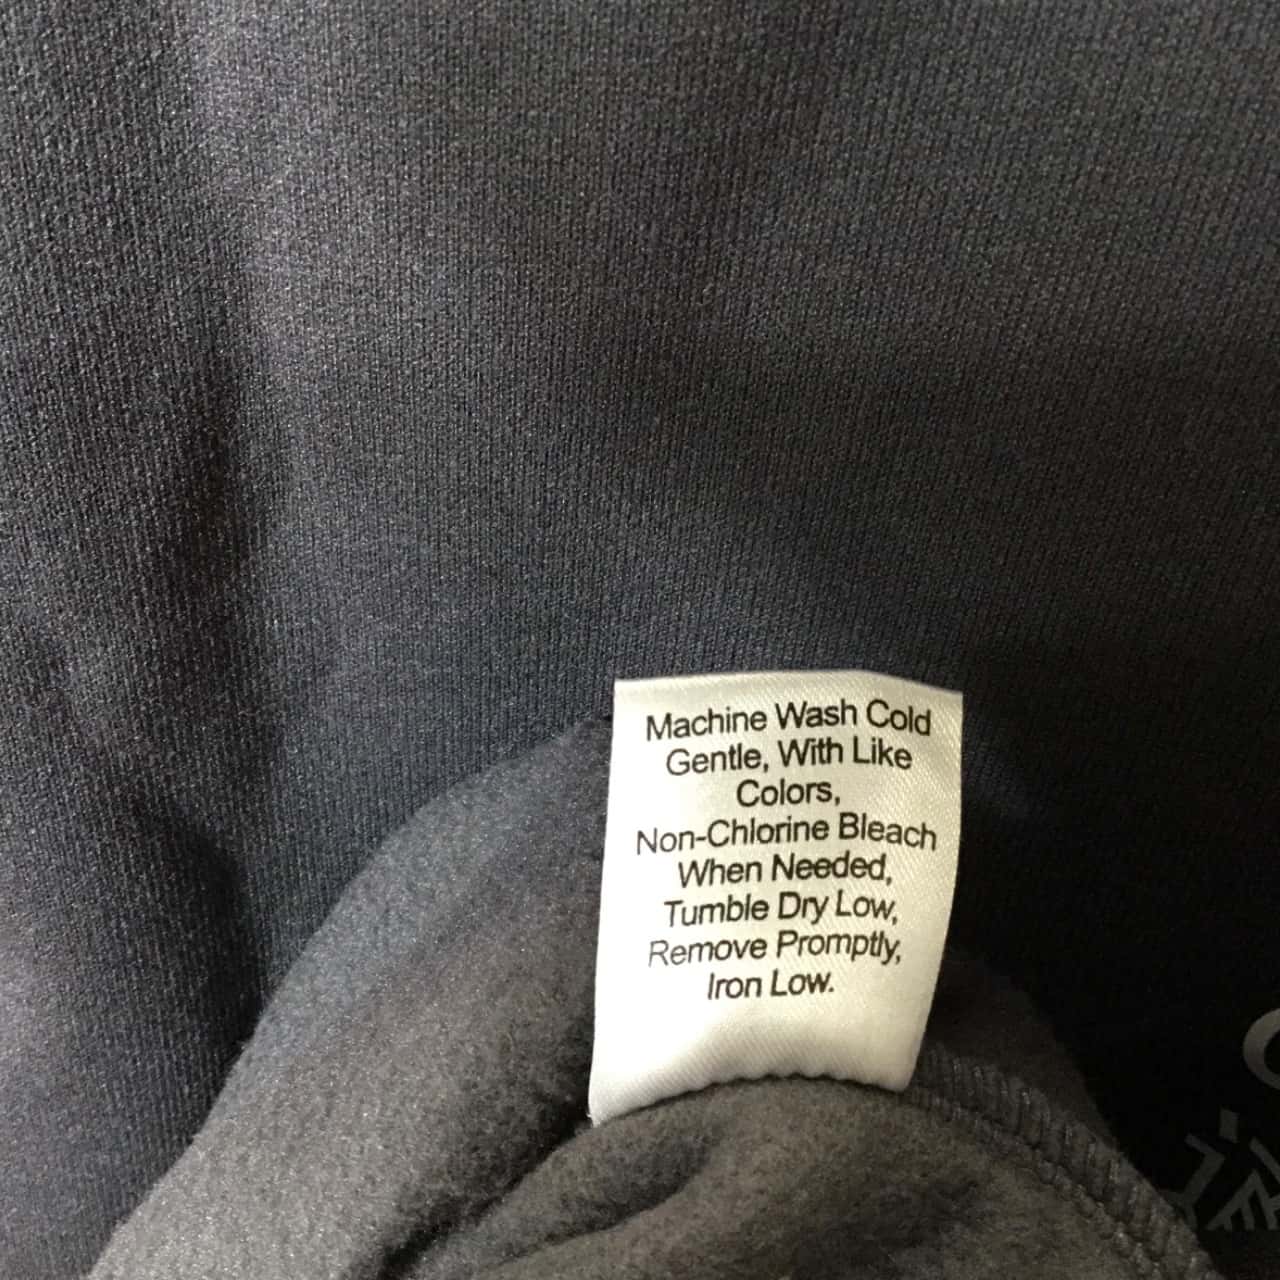 Machine Wash Cold
Gentle, With Like
Colors,
Non-Chlorine Bleach
When Needed,
Tumble Dry Low,
Remove Promptly,
Iron Low.